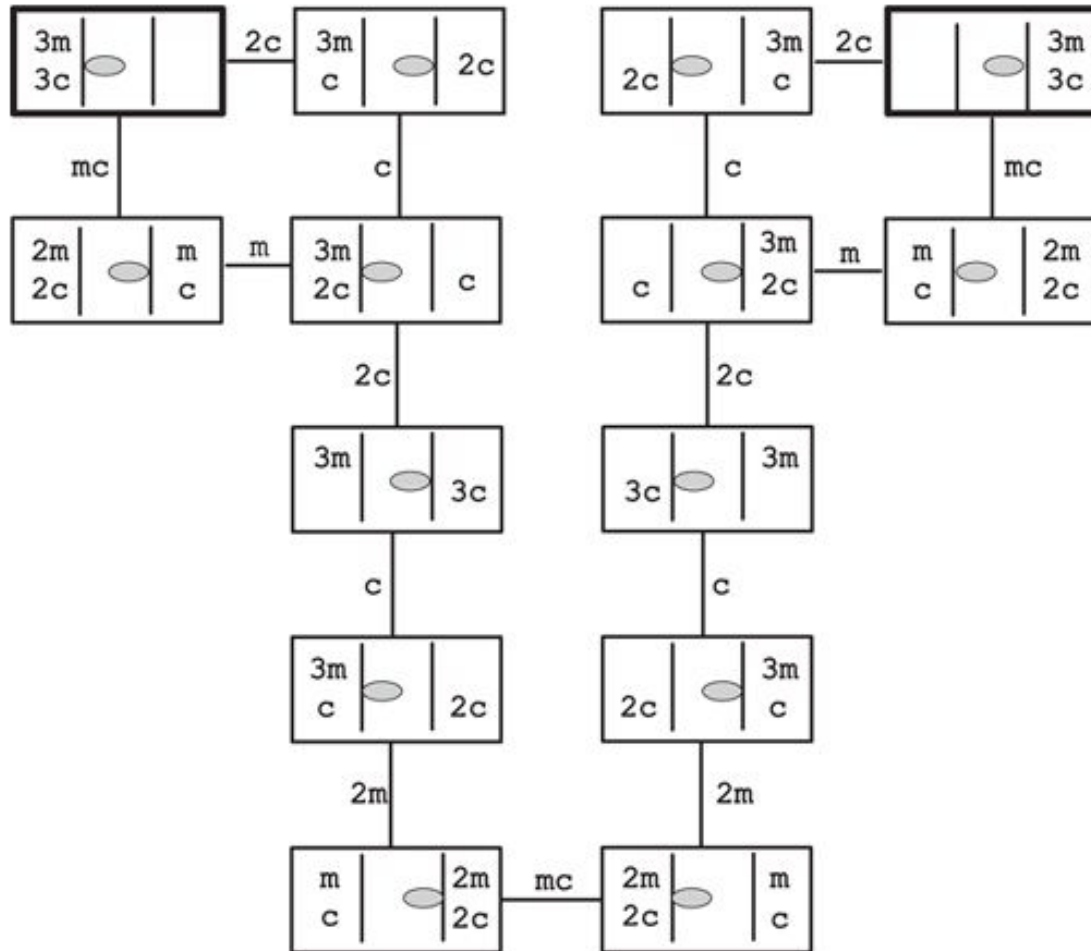 3m 2c 3m 2c 3m 2c 3m
3c c 2c 2c c 3c
mc c c mc
2m m m 3m 3m m m 2m
2c c 2c c c 2c c 2c
2c 2c
3m 3m
3c 3c
c c
3m 3m
c 2c 2c c
2m 2m
m 2m mc 2m m
c 2c 2c c